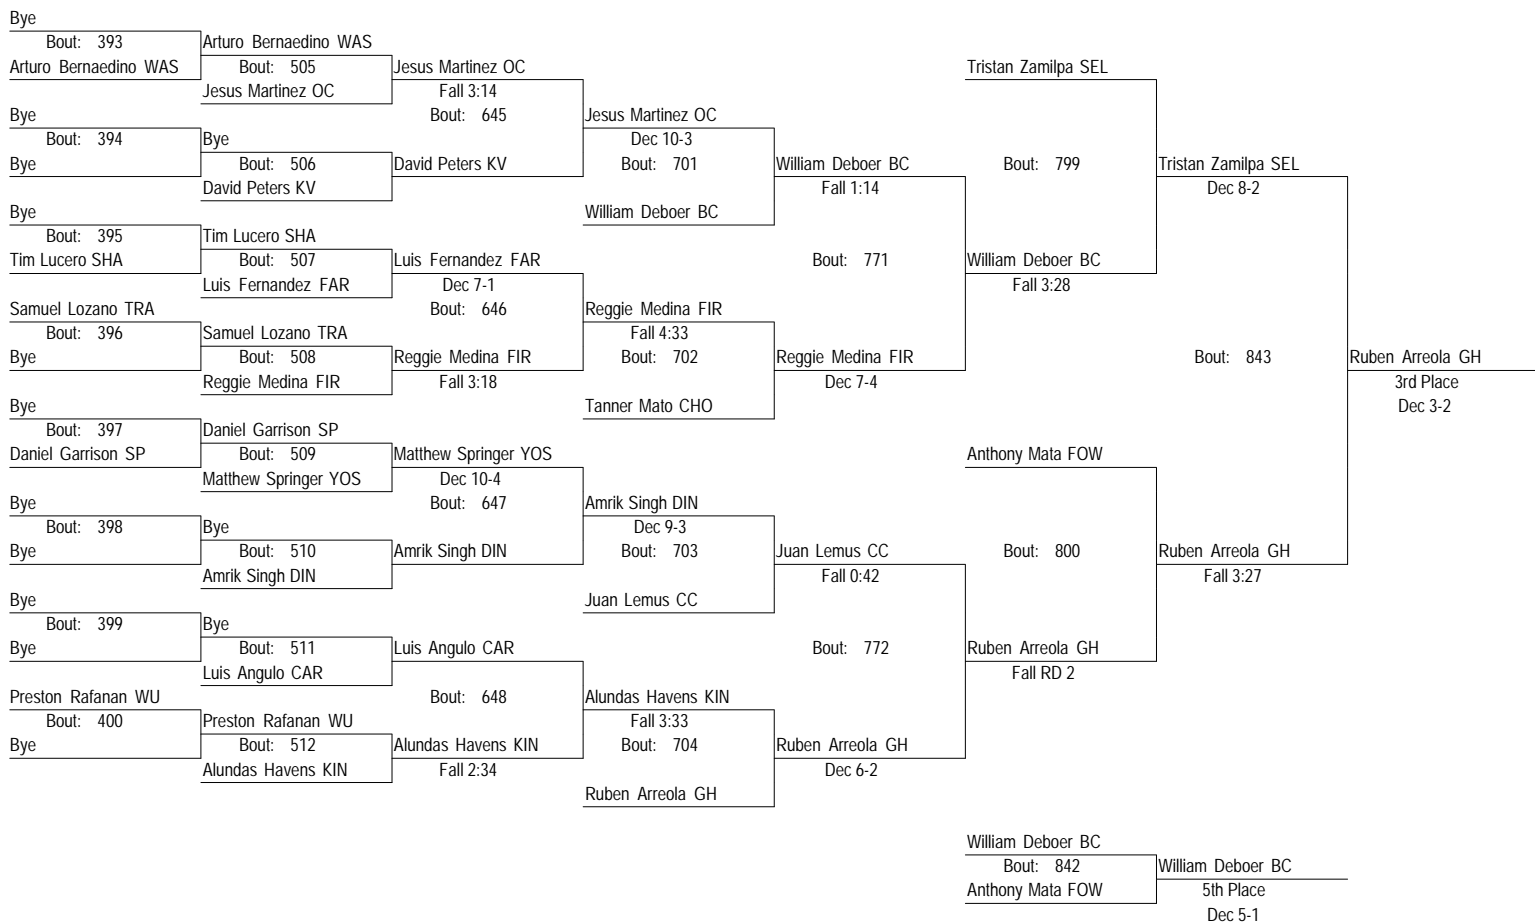 Bye
Bout: 393
Arturo Bernaedino WAS
Bye
Bout: 394
Bye
Bye
Bout: 395
Tim Lucero SHA
Samuel Lozano TRA
Bout: 396
Bye
Bye
Bout: 397
Daniel Garrison SP
Bye
Bout: 398
Bye
Bye
Bout: 399
Bye
Preston Rafanan WU
Bout: 400
Bye
Arturo Bernaedino WAS
Bout: 505
Jesus Martinez OC
Bye
Bout: 506
David Peters KV
Tim Lucero SHA
Bout: 507
Luis Fernandez FAR
Samuel Lozano TRA
Bout: 508
Reggie Medina FIR
Daniel Garrison SP
Bout: 509
Matthew Springer YOS
Bye
Bout: 510
Amrik Singh DIN
Bye
Bout: 511
Luis Angulo CAR
Preston Rafanan WU
Bout: 512
Alundas Havens KIN
Jesus Martinez OC
Fall 3:14
Bout: 645
David Peters KV
Luis Fernandez FAR
Dec 7-1
Bout: 646
Reggie Medina FIR
Fall 3:18
Matthew Springer YOS
Dec 10-4
Bout: 647
Amrik Singh DIN
Luis Angulo CAR
Bout: 648
Alundas Havens KIN
Fall 2:34
Jesus Martinez OC
Dec 10-3
Bout: 701
William Deboer BC
Reggie Medina FIR
Fall 4:33
Bout: 702
Tanner Mato CHO
Amrik Singh DIN
Dec 9-3
Bout: 703
Juan Lemus CC
Alundas Havens KIN
Fall 3:33
Bout: 704
Ruben Arreola GH
William Deboer BC
Fall 1:14
Bout: 771
Reggie Medina FIR
Dec 7-4
Juan Lemus CC
Fall 0:42
Bout: 772
Ruben Arreola GH
Dec 6-2
Tristan Zamilpa SEL
Bout: 799
William Deboer BC
Fall 3:28
Anthony Mata FOW
Bout: 800
Ruben Arreola GH
Fall RD 2
Tristan Zamilpa SEL
Dec 8-2
Bout: 843
Ruben Arreola GH
Fall 3:27
Ruben Arreola GH
3rd Place
Dec 3-2
William Deboer BC
Bout: 842
Anthony Mata FOW
William Deboer BC
5th Place
Dec 5-1